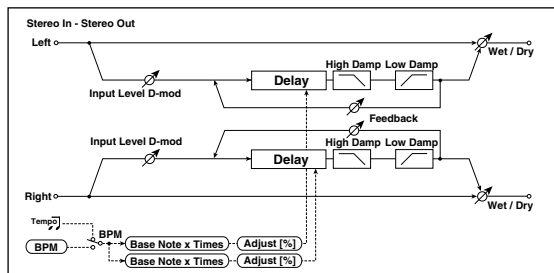 Stereo In - Stereo Out
Left
Wet / Dry
High Damp Low Damp
Delay
Input Level D-mod
Feedback
Input Level D-mod
High Damp Low Damp
Delay
Right
Wet / Dry
Tempo
BPM
BPM
Base Note x Times Adjust [%]
Base Note x Times Adjust [%]